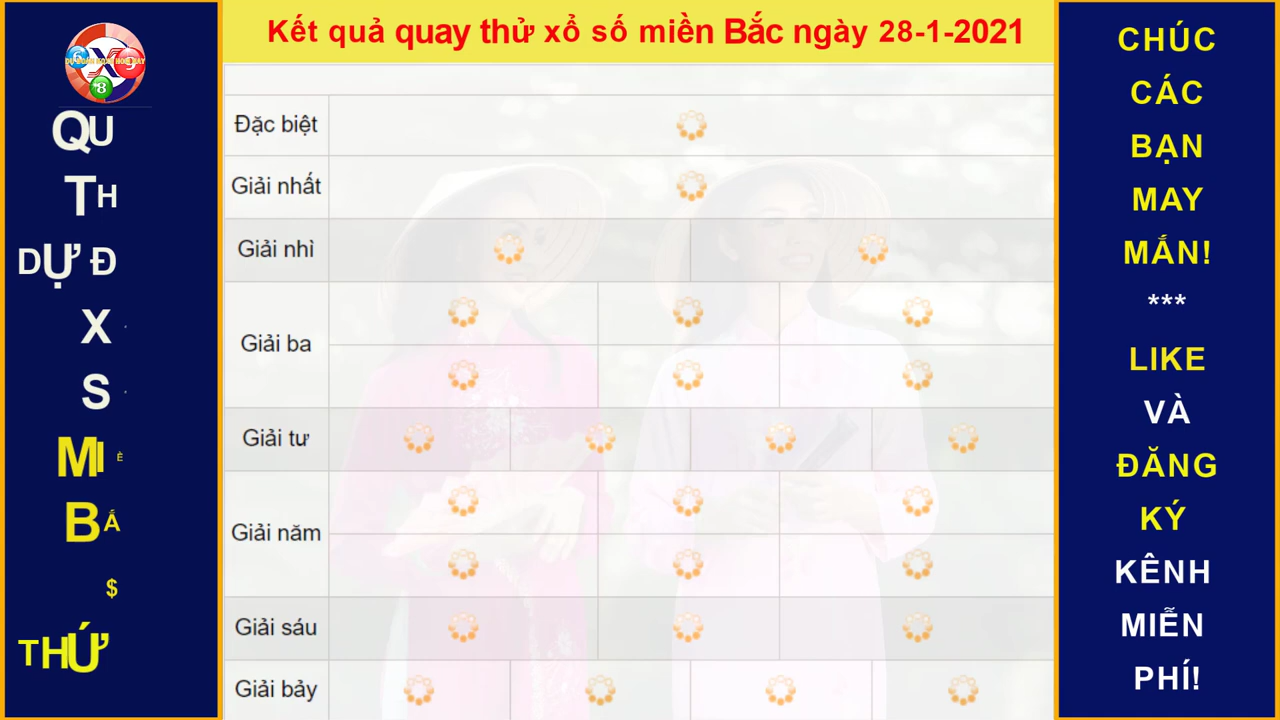 Kết quả quay thử xổ số miền Bắc ngày 28-1-2021
QU
TH
DỰ Đ
X
S
MI È
BẮ
$
THỨ
Đặc biệt
Giải nhất
Giải nhì
Giải ba
Giải tư
Giải năm
Giải sáu
Giải bảy
CHÚC
CÁC
BẠN
MAY
MẮN!
***
LIKE
VÀ
ĐĂNG
KÝ
KÊNH
MIỄN
PHÍ!